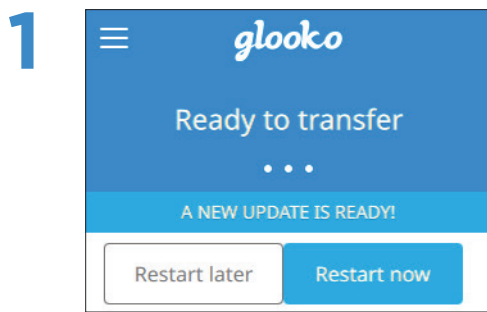 1
glooko
Ready to transfer
A NEW UPDATE IS READY!
Restart later
Restart now